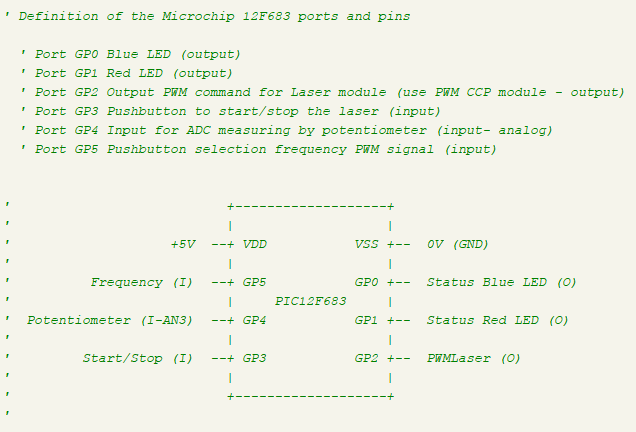 ' Definition of the Microchip 12F683 ports and pins
' Port GP0 Blue LED (output)
' Port GP1 Red LED (output)
' Port GP2 Output PWM command for Laser module (use PWM CCP module - output)
' Port GP3 Pushbutton to start/stop the laser (input)
' Port GP4 Input for ADC measuring by potentiometer (input- analog)
' Port GP5 Pushbutton selection frequency PWM signal (input)
'                            +-------------------+
'                            |                   |
'                    +5V  --+ VDD           VSS +--  0V (GND)
'                            |                   |
'          Frequency (I)  --+ GP5           GP0 +--  Status Blue LED (O)
'                            |     PIC12F683     |
'  Potentiometer (I-AN3)  --+ GP4           GP1 +--  Status Red LED (O)
'                            |                   |
'         Start/Stop (I)  --+ GP3           GP2 +--  PWMLaser (O)
'                            |                   |
'                            +-------------------+
'